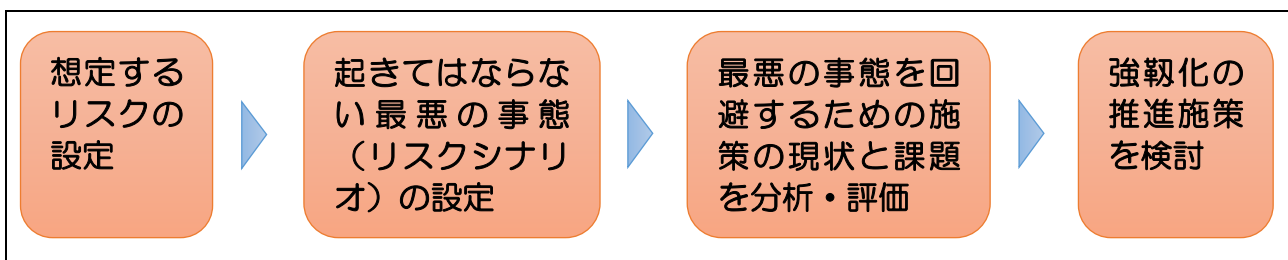 想定する
リスクの
設定
起きてはならな
い最悪の事態
（リスクシナリ
オ）の設定
最悪の事態を回
避するための施
策の現状と課題
を分析・評価
強靱化の
推進施策
を検討